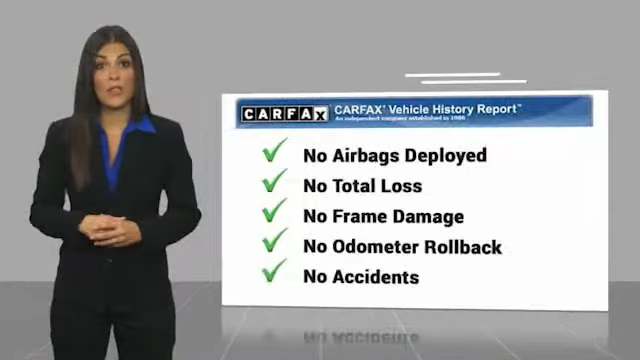 CARFAX CARFAX® Vehicle History Report™
An independent company established in 1986
No Airbags Deployed
No Total Loss
No Frame Damage
No Odometer Rollback
No Accidents